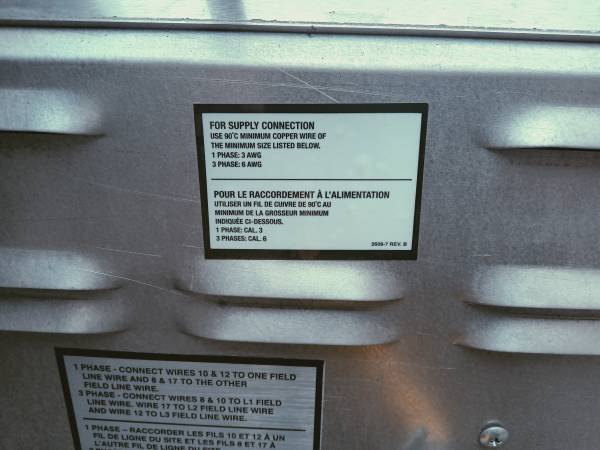 FOR SUPPLY CONNECTION
USE 90°C MINIMUM COPPER WIRE OF
THE MINIMUM SIZE LISTED BELOW.
1 PHASE: 3 AWG
3 PHASE: 6 AWG
POUR LE RACCORDEMENT À L'ALIMENTATION
UTILISER UN FIL DE CUIVRE DE 90°C AU
MINIMUM DE LA GROSSEUR MINIMUM
INDIQUÉE CI-DESSOUS.
1 PHASE: CAL. 3
3 PHASES: CAL. 6
3609-7 REV. B
1 PHASE - CONNECT WIRES 10 & 12 TO ONE FIELD
LINE WIRE AND 8 & 17 TO THE OTHER
FIELD LINE WIRE.
3 PHASE - CONNECT WIRES 8 & 10 TO L1 FIELD
LINE WIRE. WIRE 17 TO L2 FIELD LINE WIRE
AND WIRE 12 TO L3 FIELD LINE WIRE.
1 PHASE – RACCORDER LES FILS 10 ET 12 À UN
FIL DE LIGNE DU SITE ET LES FILS 8 ET 17 À
L'AUTRE FIL DE LIGNE DU SITE